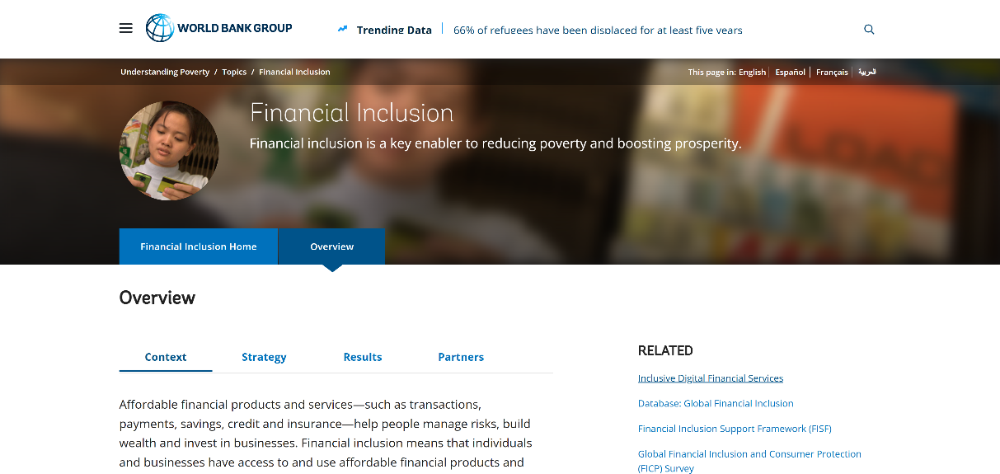 WORLD BANK GROUP
Trending Data
66% of refugees have been displaced for at least five years
Understanding Poverty / Topics / Financial Inclusion
This page in: English Español Français العربية
Financial Inclusion
Financial inclusion is a key enabler to reducing poverty and boosting prosperity.
LOAD
Financial Inclusion Home
Overview
Overview
Context Strategy Results Partners
Affordable financial products and services—such as transactions,
payments, savings, credit and insurance—help people manage risks, build
wealth and invest in businesses. Financial inclusion means that individuals
and businesses have access to and use affordable financial products and
RELATED
Inclusive Digital Financial Services
Database: Global Financial Inclusion
Financial Inclusion Support Framework (FISF)
Global Financial Inclusion and Consumer Protection
(FICP) Survey